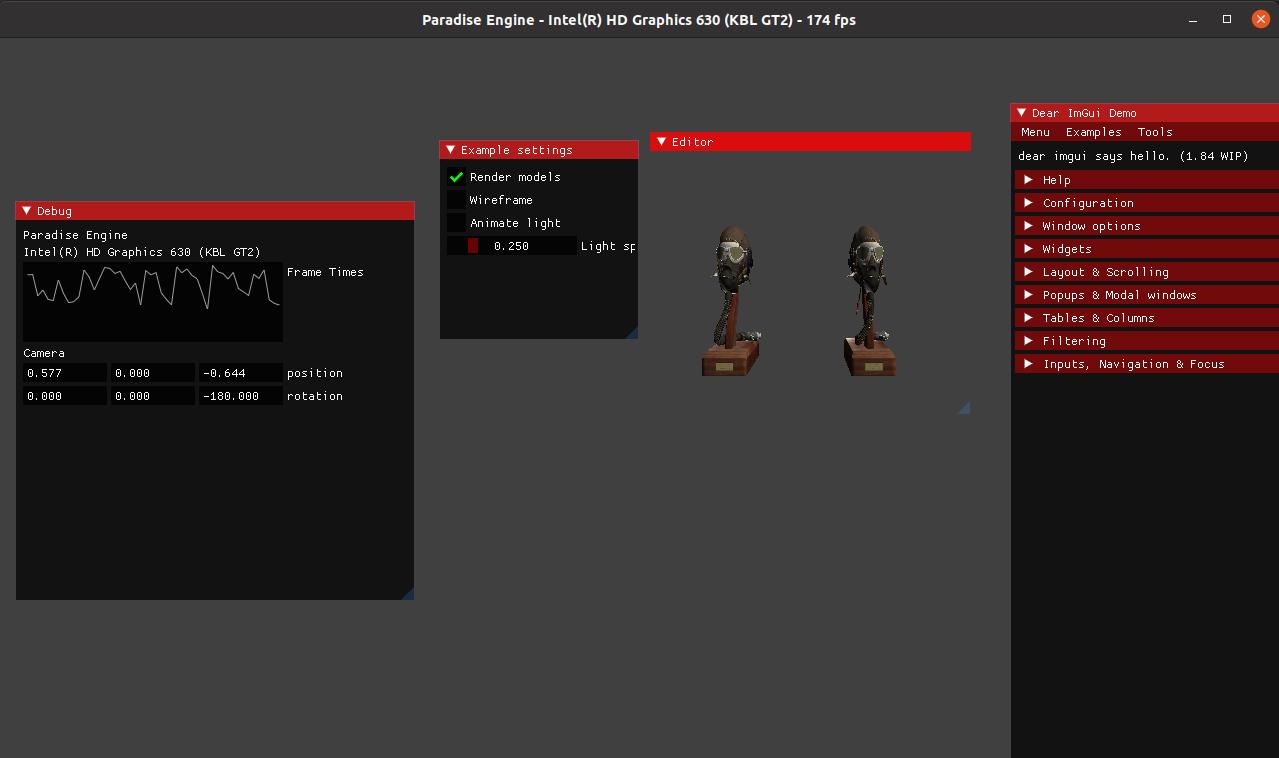 Paradise Engine - Intel(R) HD Graphics 630 (KBL GT2) - 174 fps
Debug
Paradise Engine
Intel(R) HD Graphics 630 (KBL GT2)
Frame Times
Camera
0.577 0.000 -0.644 position
0.000 0.000 -180.000 rotation
Example settings
Render models
Wireframe
Animate light
0.250 Light sp
Editor
Dear ImGui Demo
Menu Examples Tools
dear imgui says hello. (1.84 WIP)
Help
Configuration
Window options
Widgets
Layout & Scrolling
Popups & Modal windows
Tables & Columns
Filtering
Inputs, Navigation & Focus